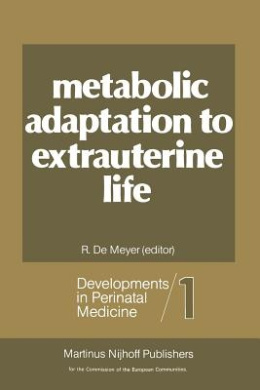 metabolic
adaptation to
extrauterine
life
R. De Meyer (editor)
Developments
in Perinatal
Medicine
/1
Martinus Nijhoff Publishers
for the Commission of the European Communities